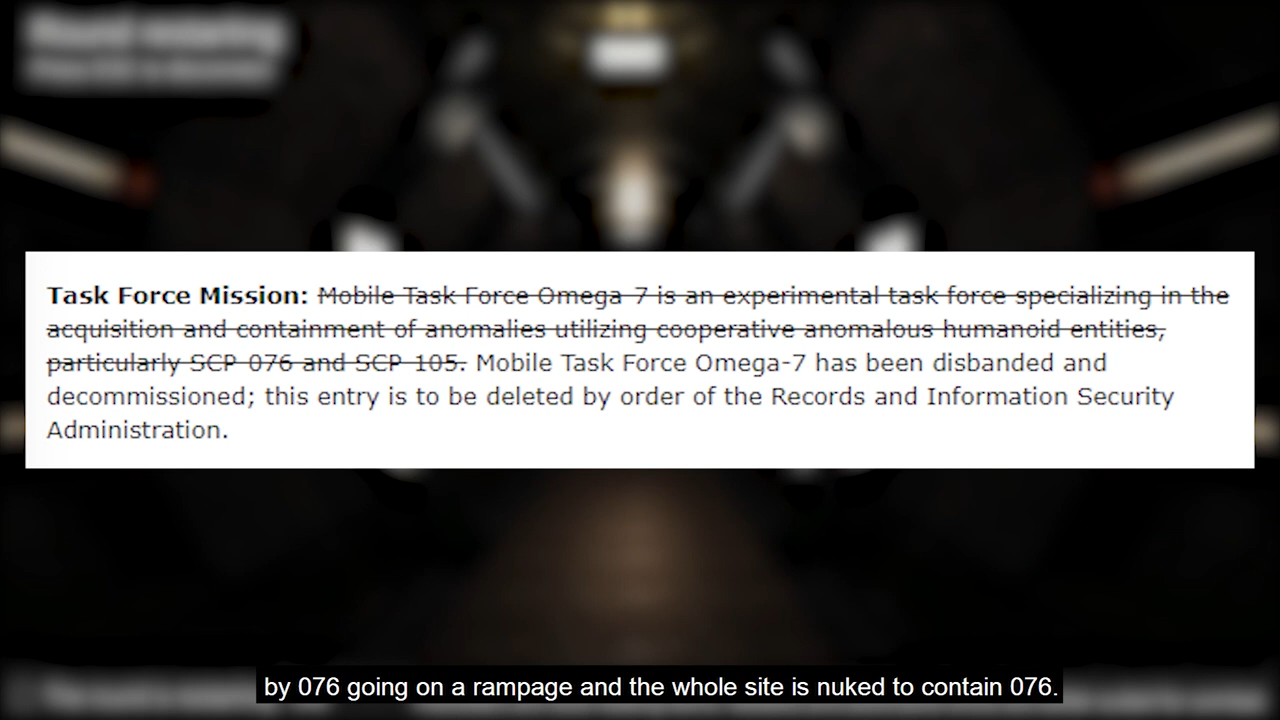 Task Force Mission: Mobile Task Force Omega-7 is an experimental task force specializing in the
acquisition and containment of anomalies utilizing cooperative anomalous humanoid entities,
particularly SCP-076 and SCP-105. Mobile Task Force Omega-7 has been disbanded and
decommissioned; this entry is to be deleted by order of the Records and Information Security
Administration.
by 076 going on a rampage and the whole site is nuked to contain 076.